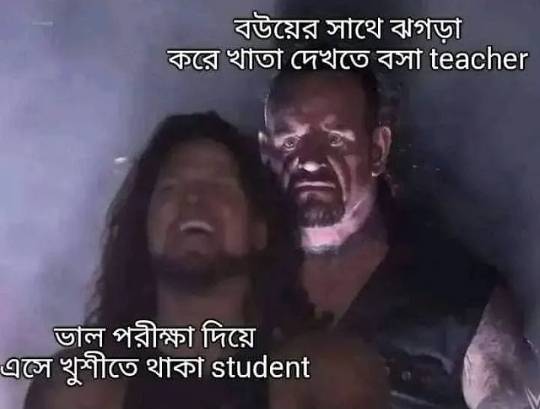 বউয়ের সাথে ঝগড়া
করে খাতা দেখতে বসা teacher
ভাল পরীক্ষা দিয়ে
এসে খুশীতে থাকা student